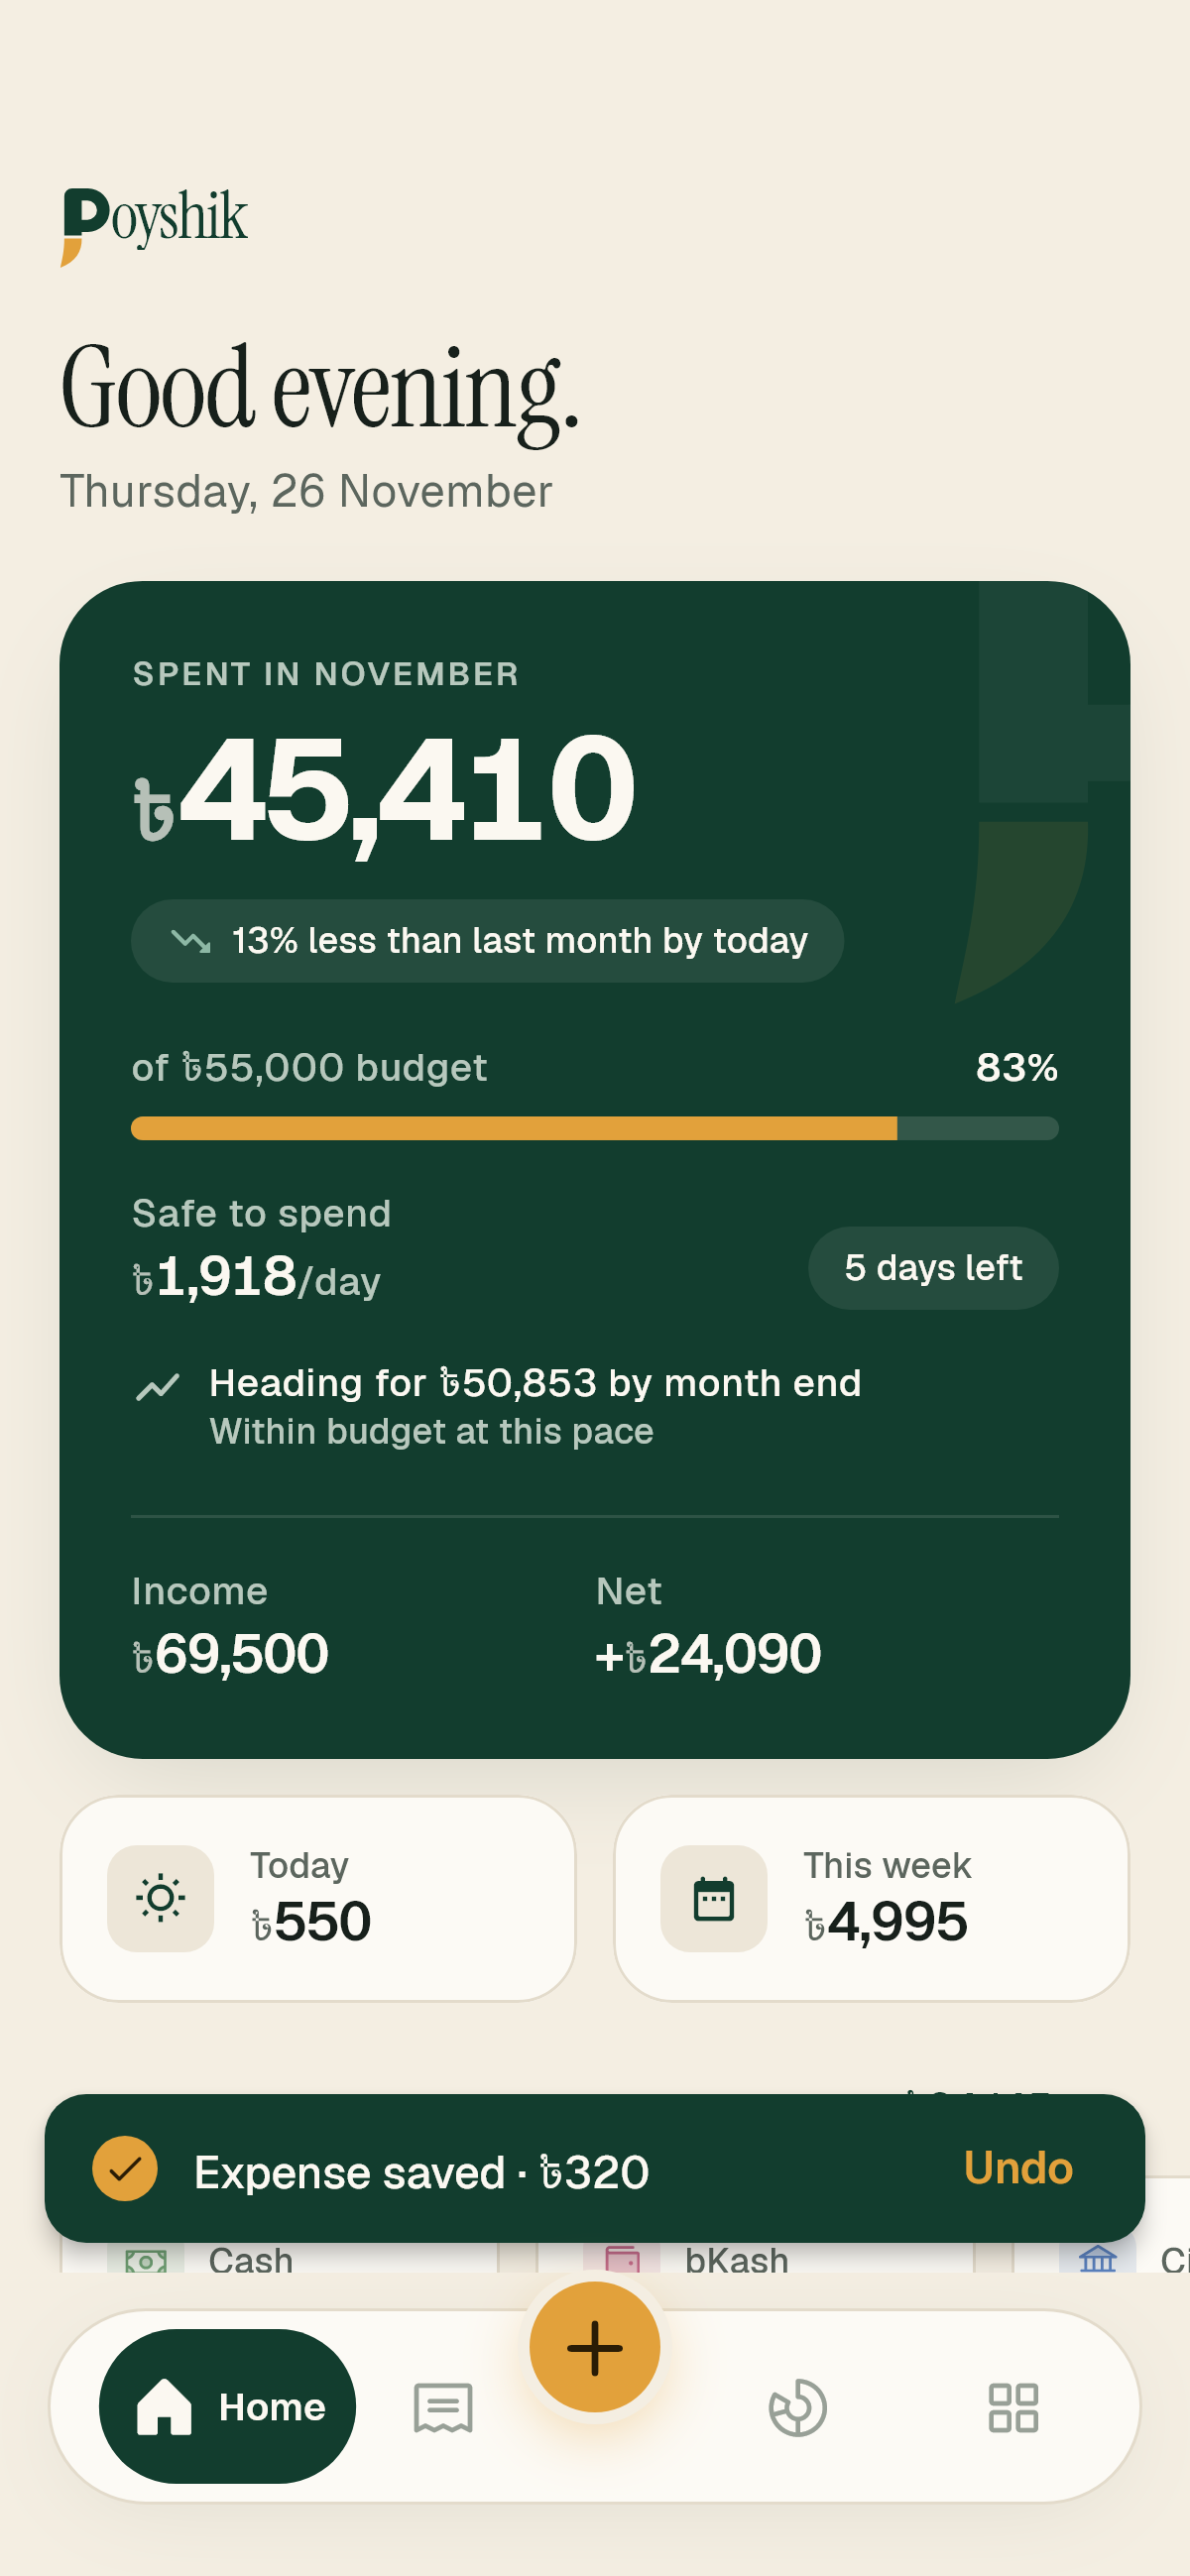 Poyshik
Good evening.
Thursday, 26 November
SPENT IN NOVEMBER
৳45,410
13% less than last month by today
of ৳55,000 budget 83%
Safe to spend
৳1,918/day
5 days left
Heading for ৳50,853 by month end
Within budget at this pace
Income Net
৳69,500 +৳24,090
Today This week
৳550 ৳4,995
Expense saved · ৳320 Undo
Cash bKash
Home